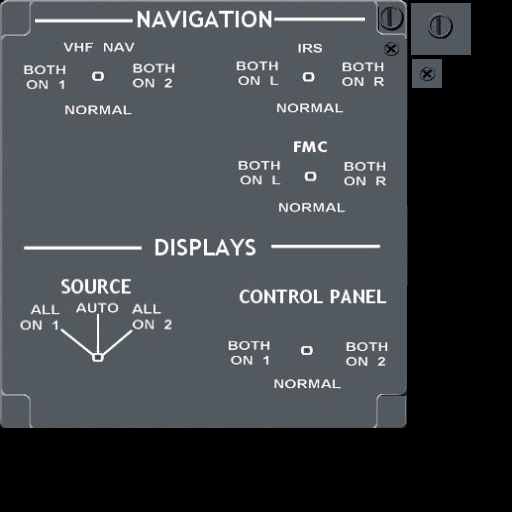 NAVIGATION
VHF NAV
IRS
BOTH ON 1
BOTH ON 2
NORMAL
BOTH ON L
BOTH ON R
NORMAL
FMC
BOTH ON L
BOTH ON R
NORMAL
DISPLAYS
SOURCE
ALL ON 1
AUTO
ALL ON 2
CONTROL PANEL
BOTH ON 1
BOTH ON 2
NORMAL